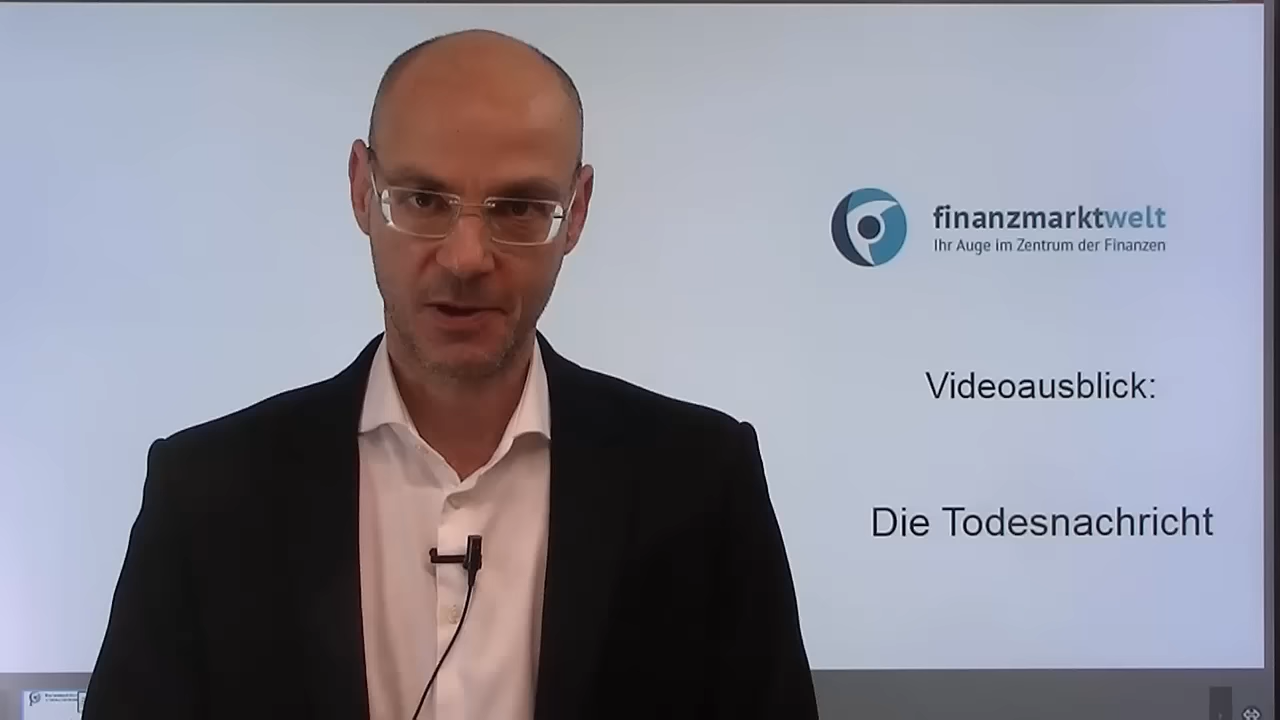 finanzmarktwelt
Ihr Auge im Zentrum der Finanzen
Videoausblick:
Die Todesnachricht